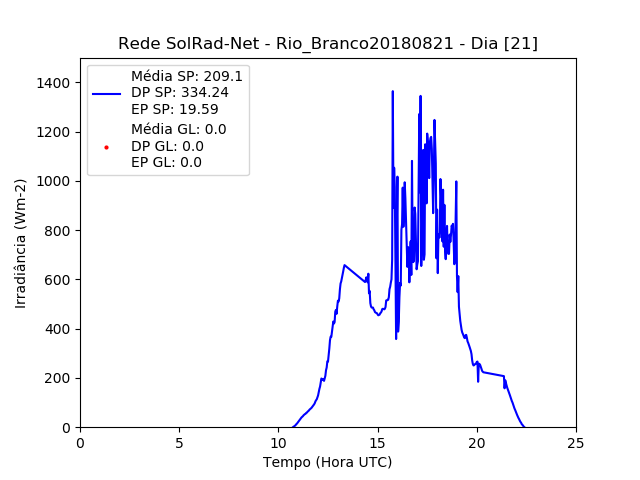 Rede SolRad-Net - Rio_Branco20180821 - Dia [21]
Média SP: 209.1
DP SP: 334.24
EP SP: 19.59
Média GL: 0.0
DP GL: 0.0
EP GL: 0.0
Irradiância (Wm-2)
1400
1200
1000
800
600
400
200
0
0 5 10 15 20 25
Tempo (Hora UTC)